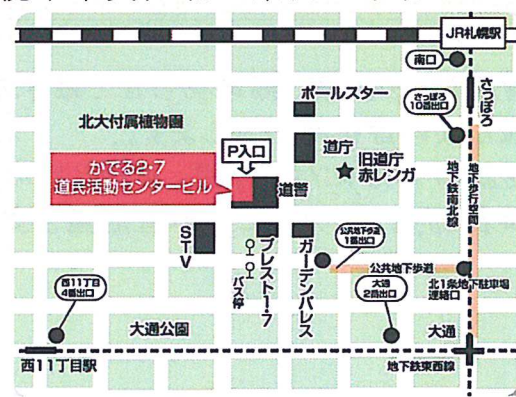 JR札幌駅
南口
さっぽろ
さっぽろ
10番出口
ポールスター
北大付属植物園
P入口
道庁
旧道庁
赤レンガ
かでる2・7
道民活動センタービル
道警
地下鉄南北線
地下歩行空間
STV
バス停
プレスト1・7
ガーデンパレス
公共地下歩道
1番出口
公共地下歩道
北1条地下駐車場
連絡口
西11丁目
4番出口
大通
2番出口
大通公園
大通
西11丁目駅
地下鉄東西線